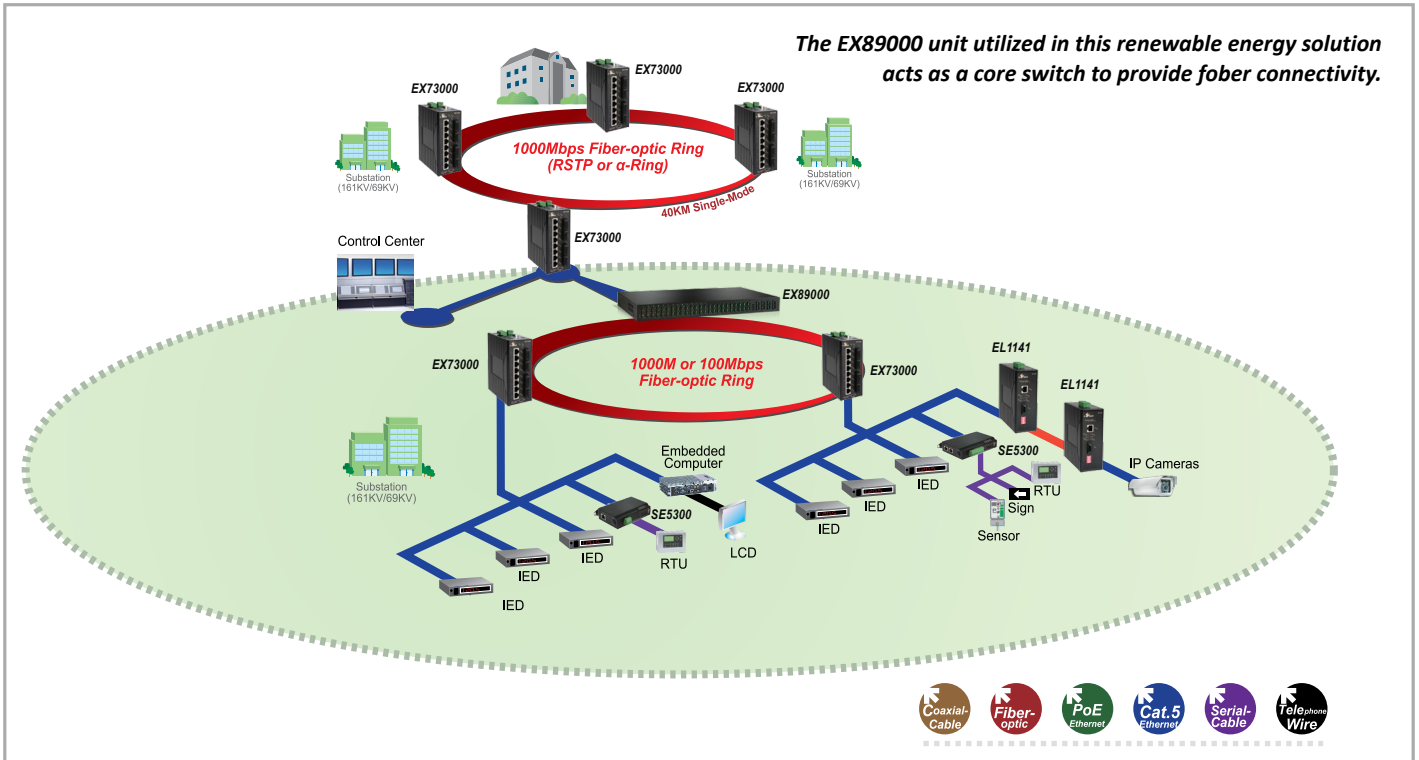 The EX89000 unit utilized in this renewable energy solution
acts as a core switch to provide fober connectivity.
EX73000
EX73000
EX73000
1000Mbps Fiber-optic Ring
(RSTP or α-Ring)
Substation
(161KV/69KV)
Substation
(161KV/69KV)
40KM Single-Mode
EX73000
Control Center
EX89000
EX73000
1000M or 100Mbps
Fiber-optic Ring
EX73000
EL1141
EL1141
Substation
(161KV/69KV)
Embedded
Computer
SE5300
IP Cameras
IED
RTU
IED
Sign
SE5300
IED
Sensor
LCD
IED
RTU
IED
IED
Coaxial-
Cable
Fiber-
optic
PoE
Ethernet
Cat.5
Ethernet
Serial-
Cable
Telephone
Wire